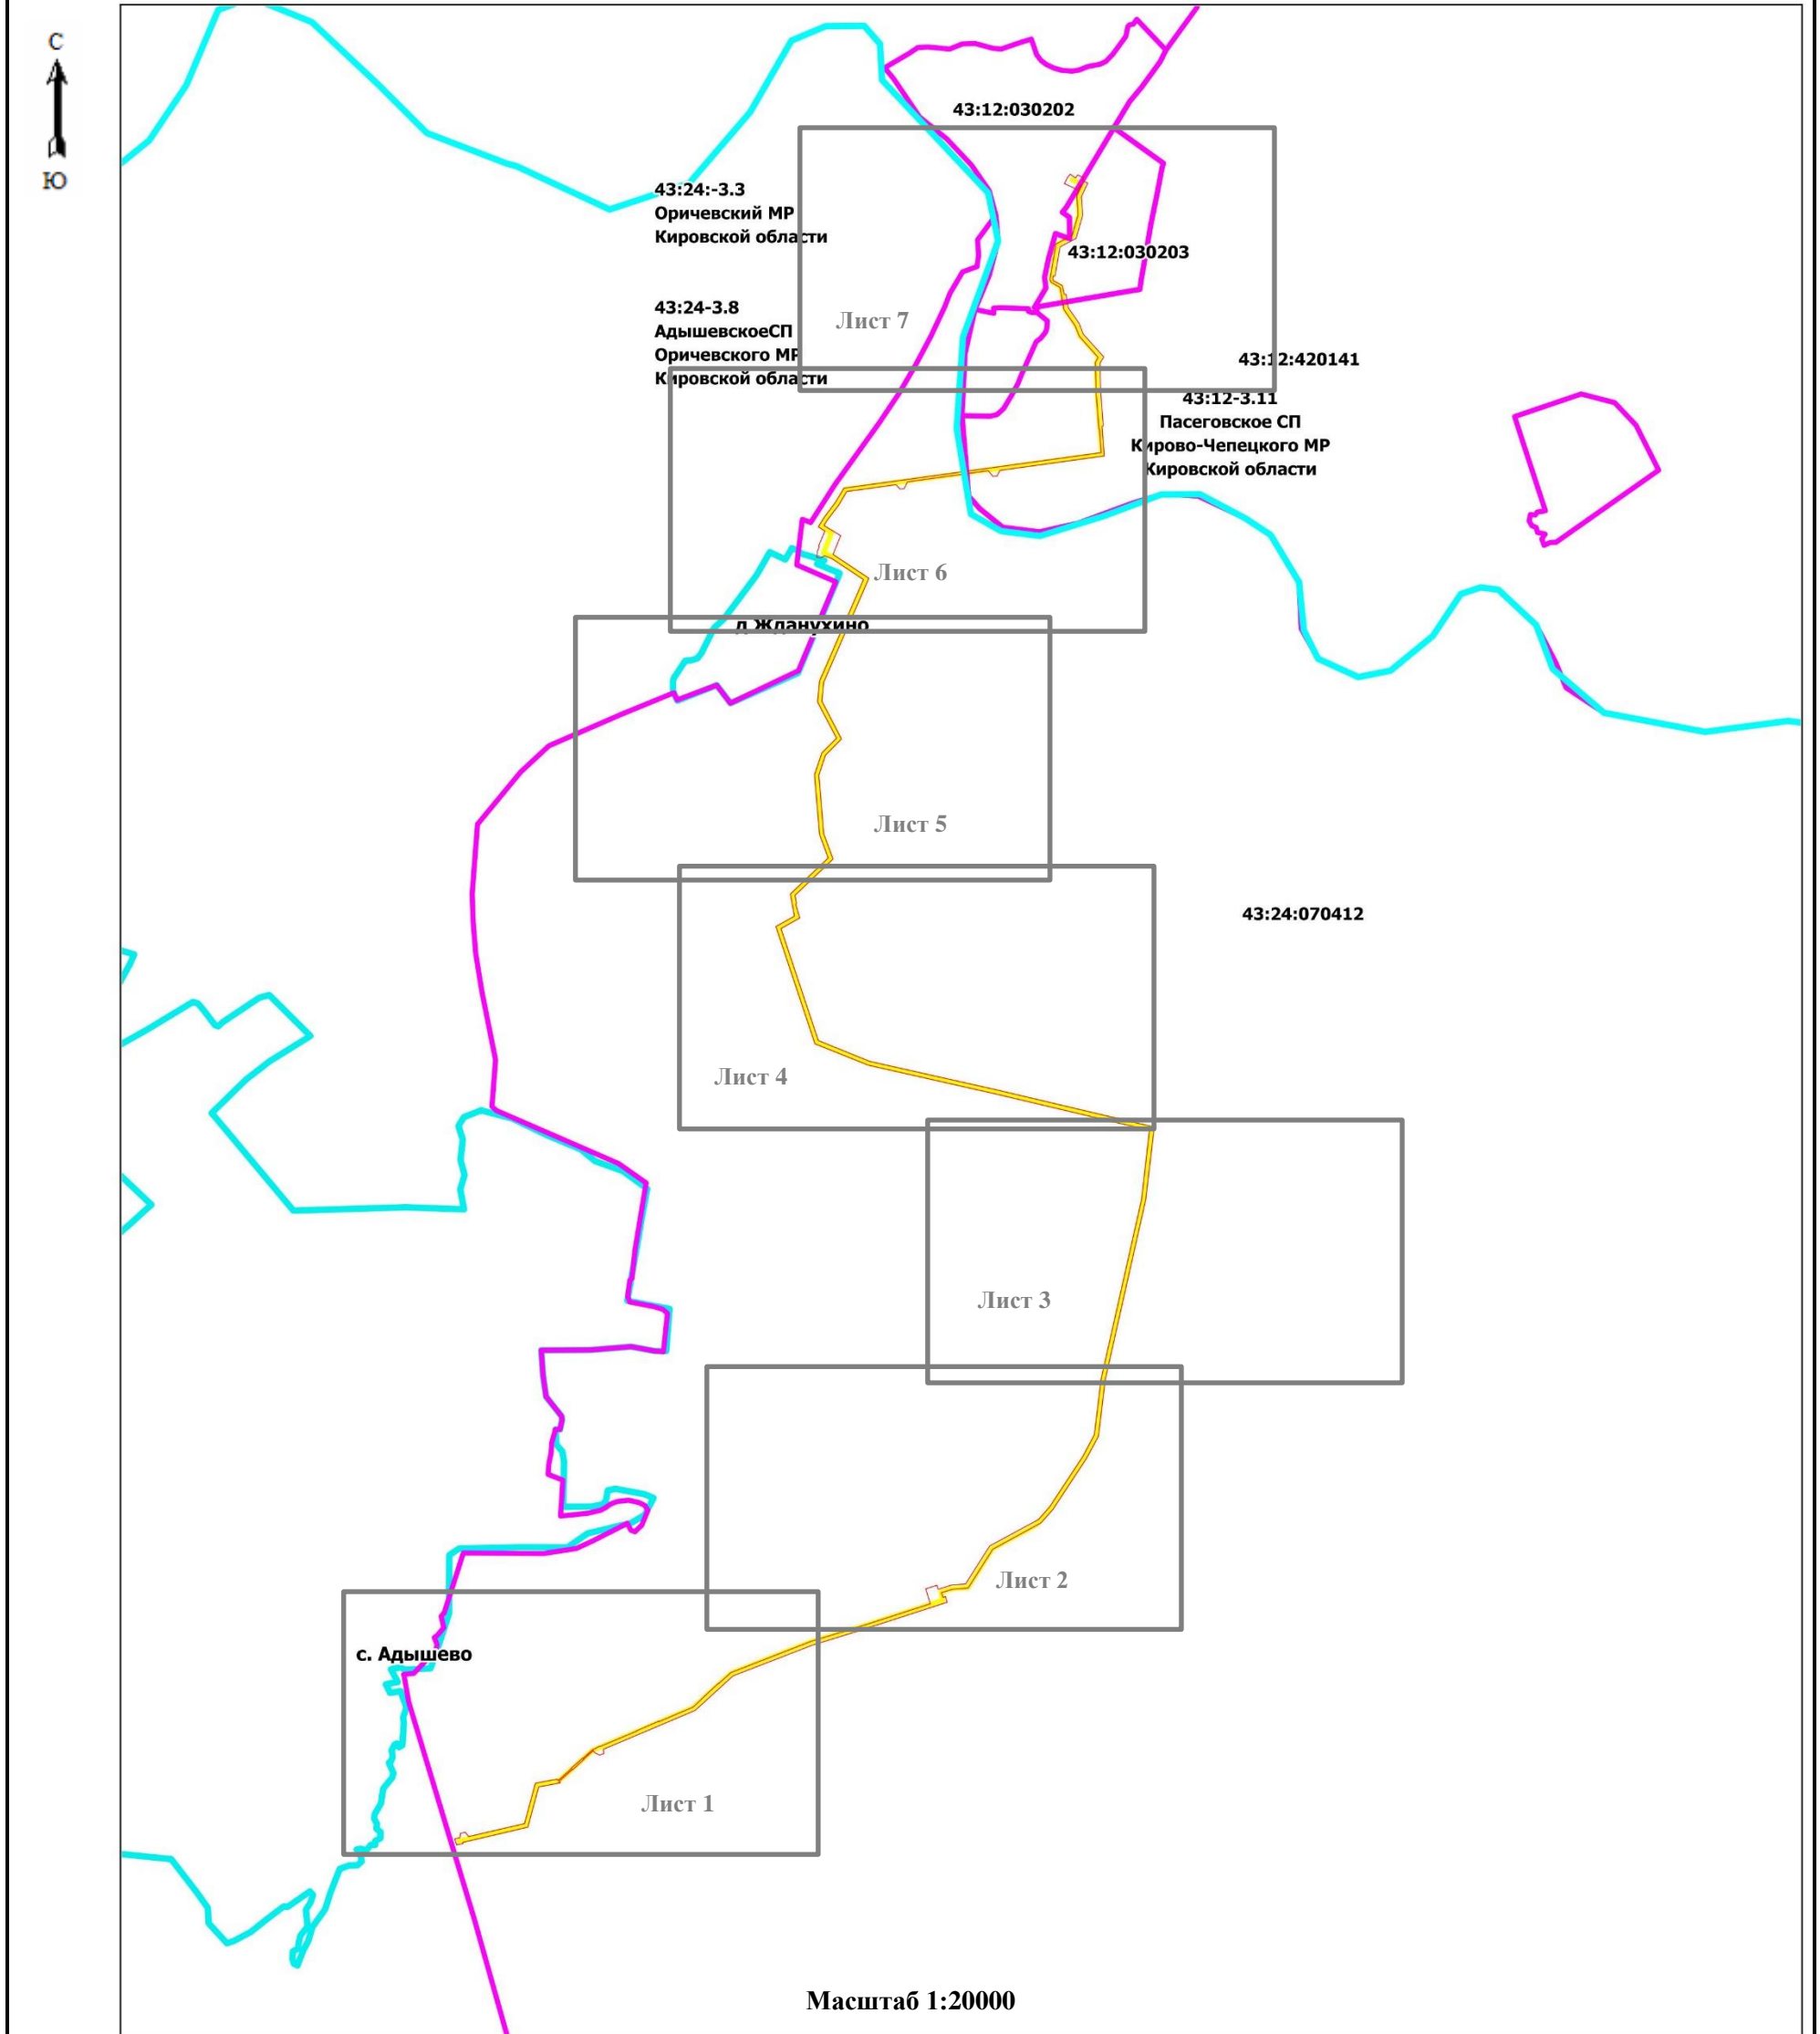 С
Ю
43:12:030202
43:24:-3.3
Оричевский МР
Кировской области
43:12:030203
43:24-3.8
АдышевскоеСП
Оричевского МР
Кировской области
Лист 7
43:12:420141
43:12-3.11
Пасеговское СП
Кирово-Чепецкого МР
Кировской области
Лист 6
д Жданухино
Лист 5
43:24:070412
Лист 4
Лист 3
Лист 2
с. Адышево
Лист 1
Масштаб 1:20000